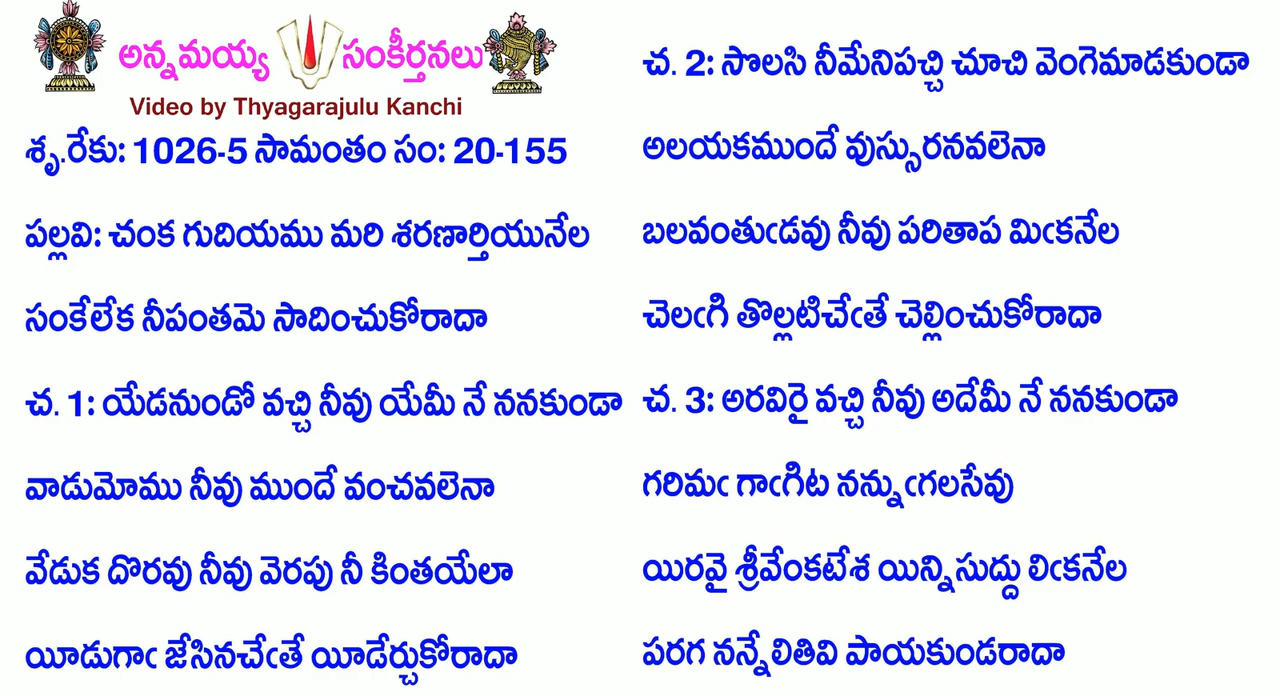 అన్నమయ్య సంకీర్తనలు
Video by Thyagarajulu Kanchi
శృ.రేకు: 1026-5 సామంతం సం: 20-155
పల్లవి: చంక గుదియము మరి శరణార్తియునేల
సంకేలేక నీపంతమె సాదించుకోరాదా
చ. 1: యేడనుండో వచ్చి నీవు యేమీ నే ననకుండా
వాడుమోము నీవు ముందే వంచవలెనా
వేడుక దొరవు నీవు వెరపు నీ కింతయేలా
యీడుగాఁ జేసినచేఁతే యీడేర్చుకోరాదా
చ. 2: సొలసి నీమేనిపచ్చి చూచి వెంగెమాడకుండా
అలయకముందే వుస్సురనవలెనా
బలవంతుఁడవు నీవు పరితాప మిఁకనేల
చెలఁగి తొల్లటిచేఁతే చెల్లించుకోరాదా
చ. 3: అరవిరై వచ్చి నీవు అదేమీ నే ననకుండా
గరిమఁ గాఁగిట నన్నుఁగలసేవు
యిరవై శ్రీవేంకటేశ యిన్నిసుద్దు లిఁకనేల
పరగ నన్నేలితివి పాయకుండరాదా